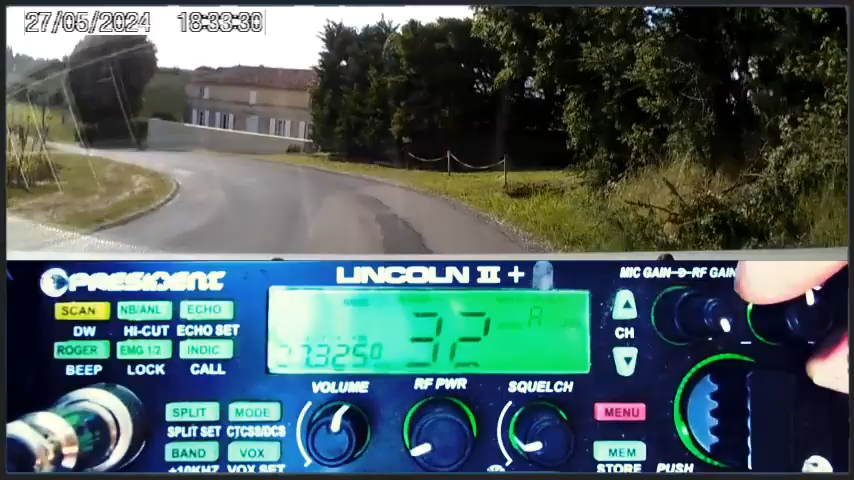 27/05/2024 18:33:30
PRESIDENT
LINCOLN II +
MIC GAIN RF GAIN
SCAN
NB/ANL
ECHO
DW
HI-CUT
ECHO SET
ROGER
EMG 1/2
INDIC
BEEP
LOCK
CALL
32
A
27.3250
CH
VOLUME
RF PWR
SQUELCH
SPLIT
MODE
SPLIT SET
CTCSS/DCS
BAND
VOX
+10KHZ
VOX SET
MENU
MEM
STORE
PUSH